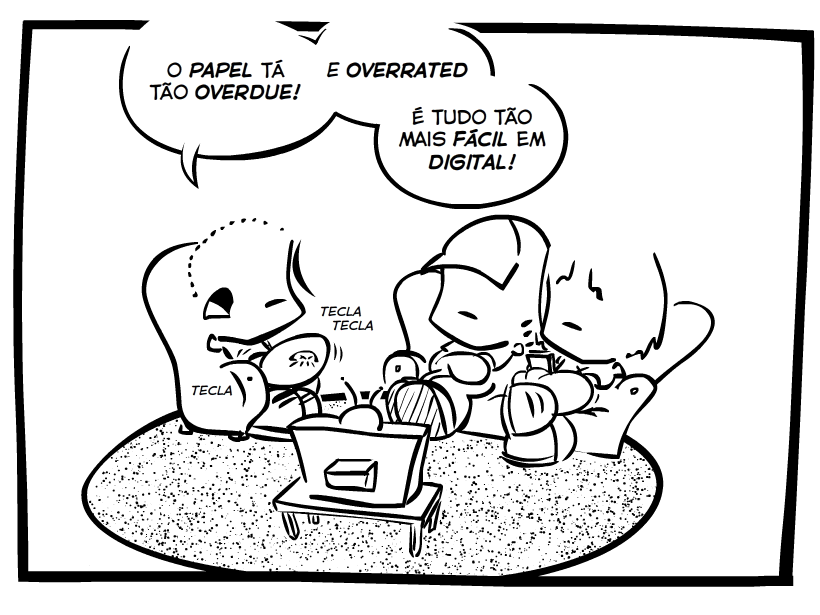 O PAPEL TÁ
TÃO OVERDUE!
E OVERRATED
É TUDO TÃO
MAIS FÁCIL EM
DIGITAL!
TECLA
TECLA
TECLA